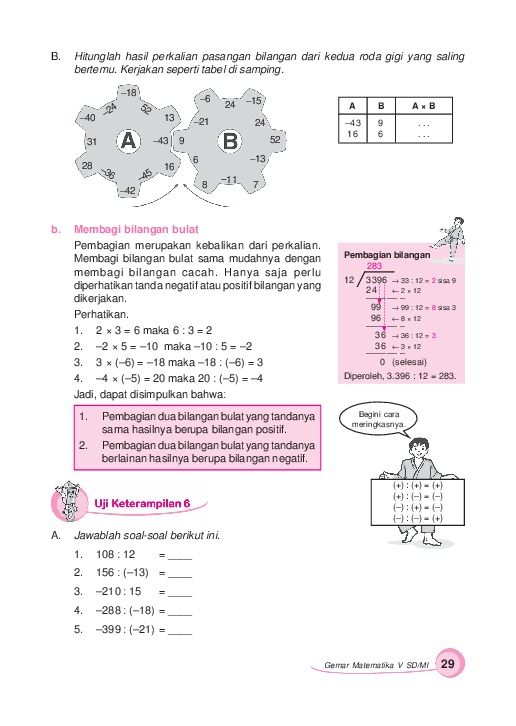 B. Hitunglah hasil perkalian pasangan bilangan dari kedua roda gigi yang saling
bertemu. Kerjakan seperti tabel di samping.
–18
–24 52
–40 13
31 A –43
28 16
–36 –45
–42
–6 24 –15
–21 24
9 B 52
6 –13
8 –11 7
A B A × B
–43 9 . . .
16 6 . . .
b. Membagi bilangan bulat
Pembagian merupakan kebalikan dari perkalian.
Membagi bilangan bulat sama mudahnya dengan
membagi bilangan cacah. Hanya saja perlu
diperhatikan tanda negatif atau positif bilangan yang
dikerjakan.
Perhatikan.
1. 2 × 3 = 6 maka 6 : 3 = 2
2. –2 × 5 = –10 maka –10 : 5 = –2
3. 3 × (–6) = –18 maka –18 : (–6) = 3
4. –4 × (–5) = 20 maka 20 : (–5) = –4
Jadi, dapat disimpulkan bahwa:
1. Pembagian dua bilangan bulat yang tandanya
sama hasilnya berupa bilangan positif.
2. Pembagian dua bilangan bulat yang tandanya
berlainan hasilnya berupa bilangan negatif.
Pembagian bilangan
283
12 3396 → 33 : 12 = 2 sisa 9
24 ← 2 × 12
99 → 99 : 12 = 8 sisa 3
96 ← 8 × 12
36 → 36 : 12 = 3
36 ← 3 × 12
0 (selesai)
Diperoleh, 3.396 : 12 = 283.
Begini cara
meringkasnya.
(+) : (+) = (+)
(+) : (–) = (–)
(–) : (+) = (–)
(–) : (–) = (+)
Uji Keterampilan 6
A. Jawablah soal-soal berikut ini.
1. 108 : 12 = ____
2. 156 : (–13) = ____
3. –210 : 15 = ____
4. –288 : (–18) = ____
5. –399 : (–21) = ____
Gemar Matematika V SD/MI 29